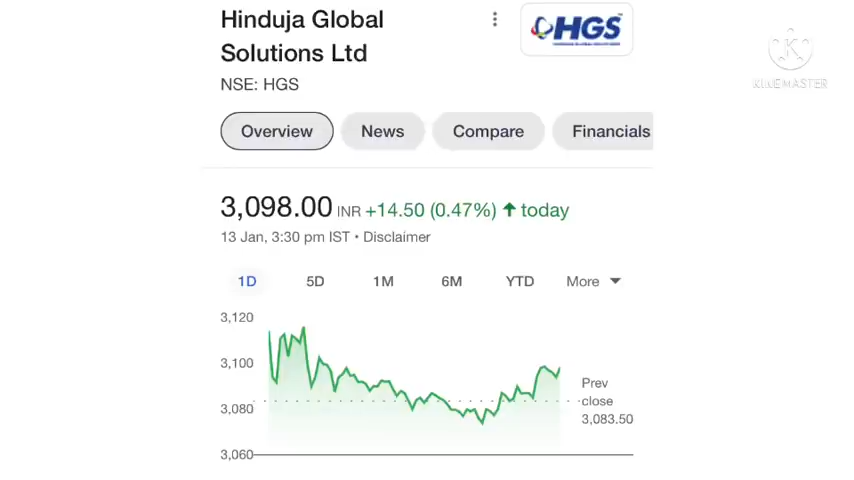 Hinduja Global
Solutions Ltd
HGS
KINEMASTER
NSE: HGS
Overview News Compare Financials
3,098.00 INR +14.50 (0.47%) today
13 Jan, 3:30 pm IST • Disclaimer
1D 5D 1M 6M YTD More
3,120
3,100
3,080
3,060
Prev
close
3,083.50